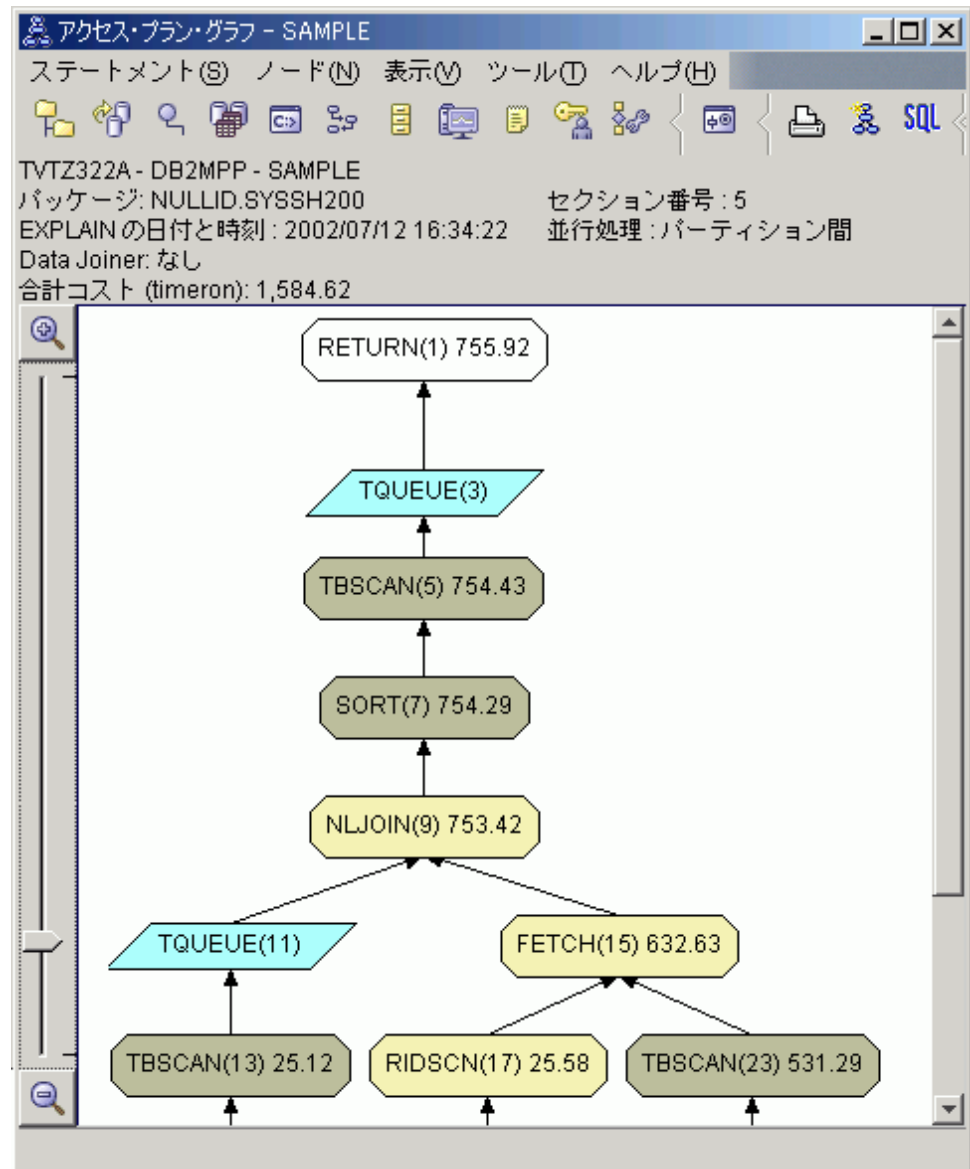 アクセス・プラン・グラフ - SAMPLE
ステートメント(S) ノード(N) 表示(V) ツール(T) ヘルプ(H)
SQL
TVTZ322A - DB2MPP - SAMPLE
パッケージ: NULLID.SYSSH200 セクション番号 : 5
EXPLAIN の日付と時刻 : 2002/07/12 16:34:22 並行処理 : パーティション間
Data Joiner: なし
合計コスト (timeron): 1,584.62
RETURN(1) 755.92
TQUEUE(3)
TBSCAN(5) 754.43
SORT(7) 754.29
NLJOIN(9) 753.42
TQUEUE(11) FETCH(15) 632.63
TBSCAN(13) 25.12 RIDSCN(17) 25.58 TBSCAN(23) 531.29